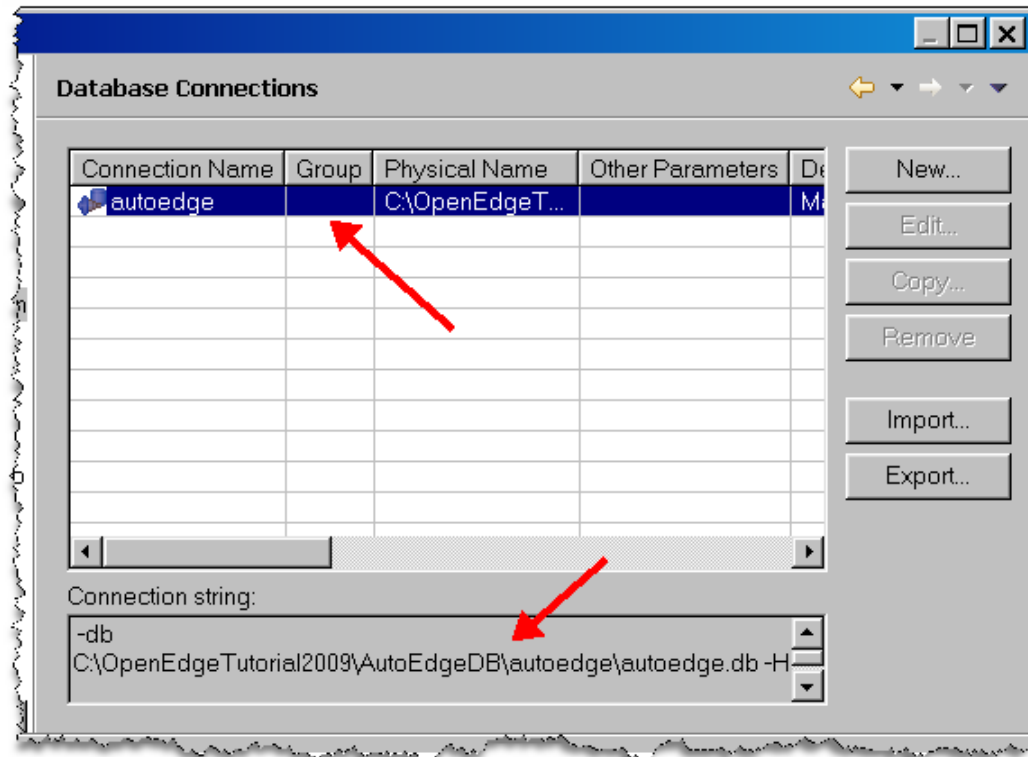 Database Connections
Connection Name Group Physical Name Other Parameters De
autoedge C:\OpenEdgeT... Ma
New...
Edit...
Copy...
Remove
Import...
Export...
Connection string:
-db
C:\OpenEdgeTutorial2009\AutoEdgeDB\autoedge\autoedge.db -H